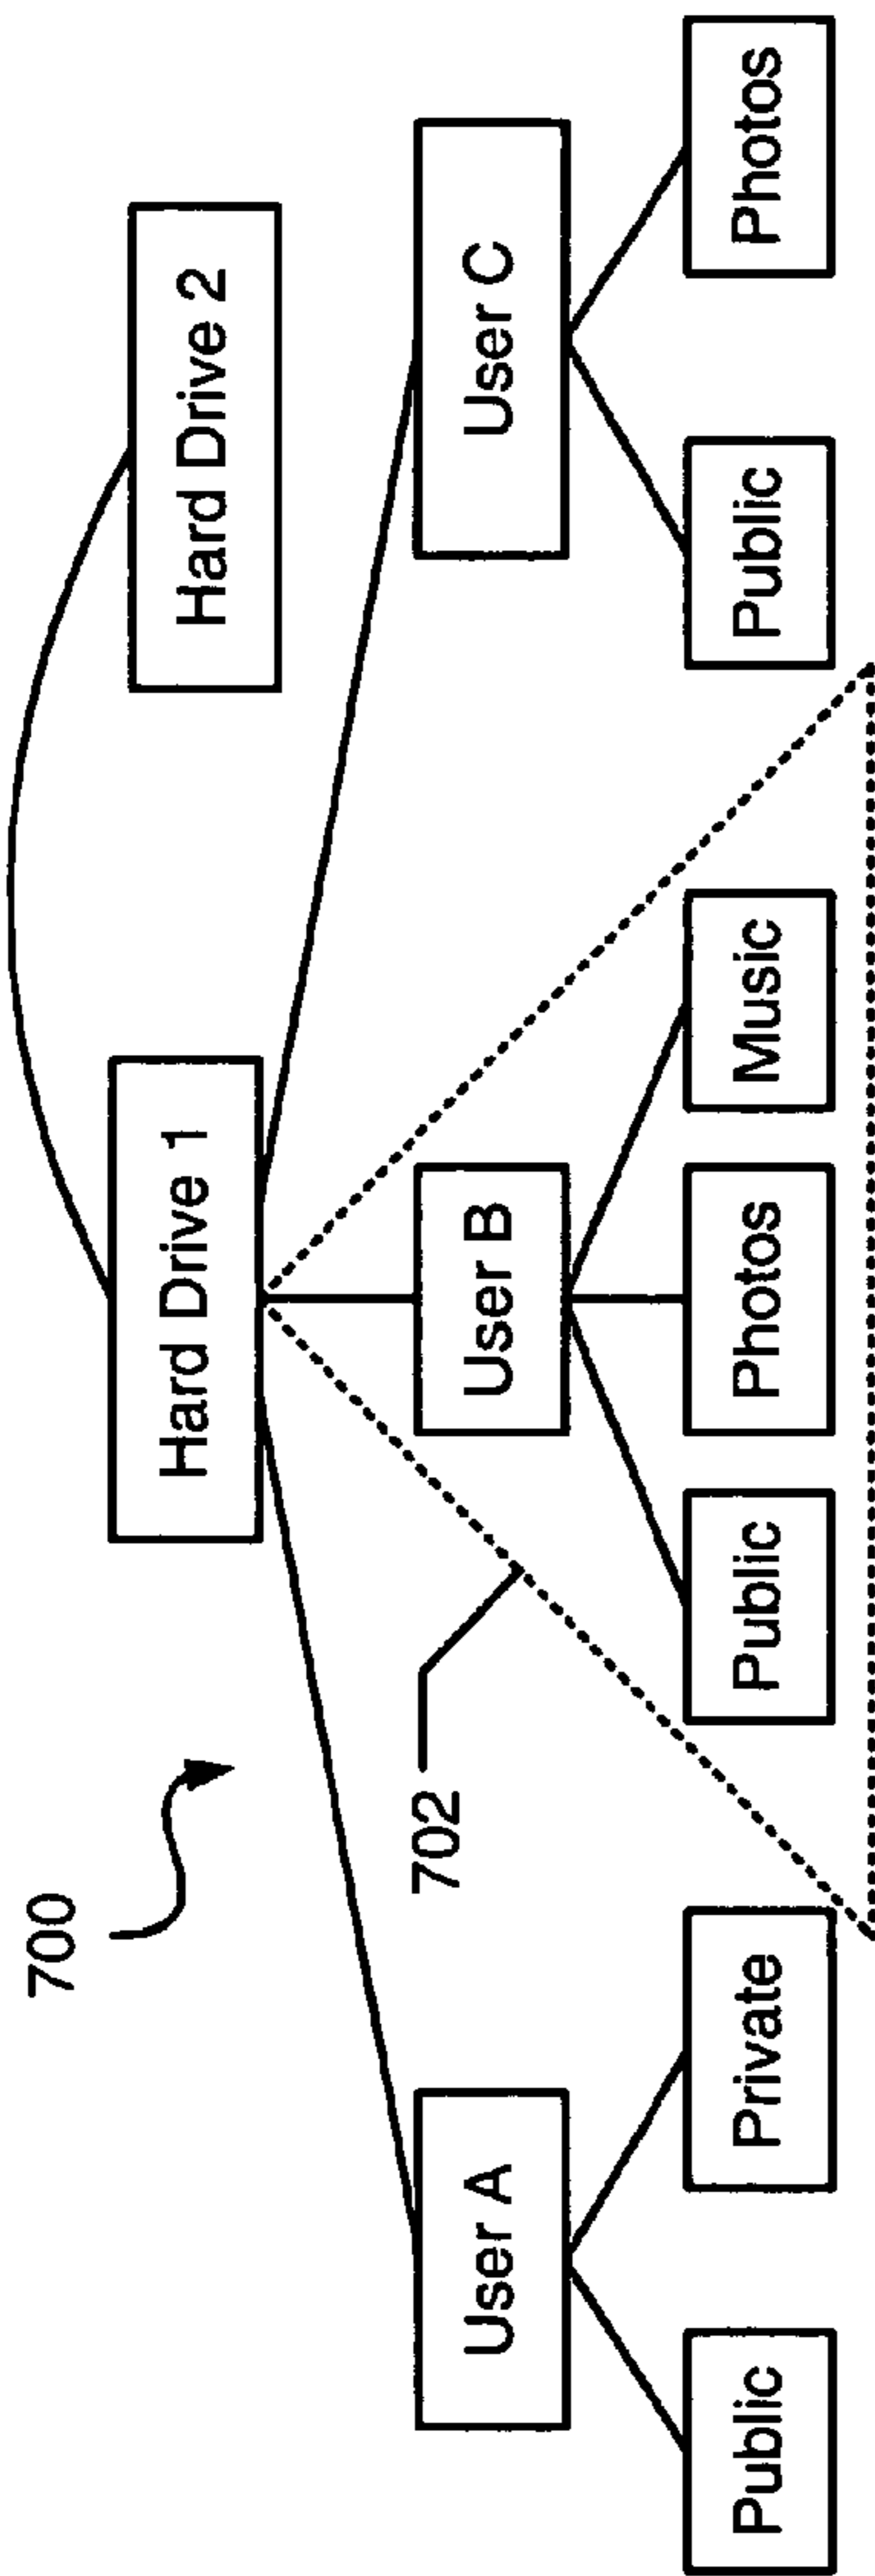 700
Hard Drive 1
Hard Drive 2
702
User A
User B
User C
Public
Private
Public
Photos
Music
Public
Photos